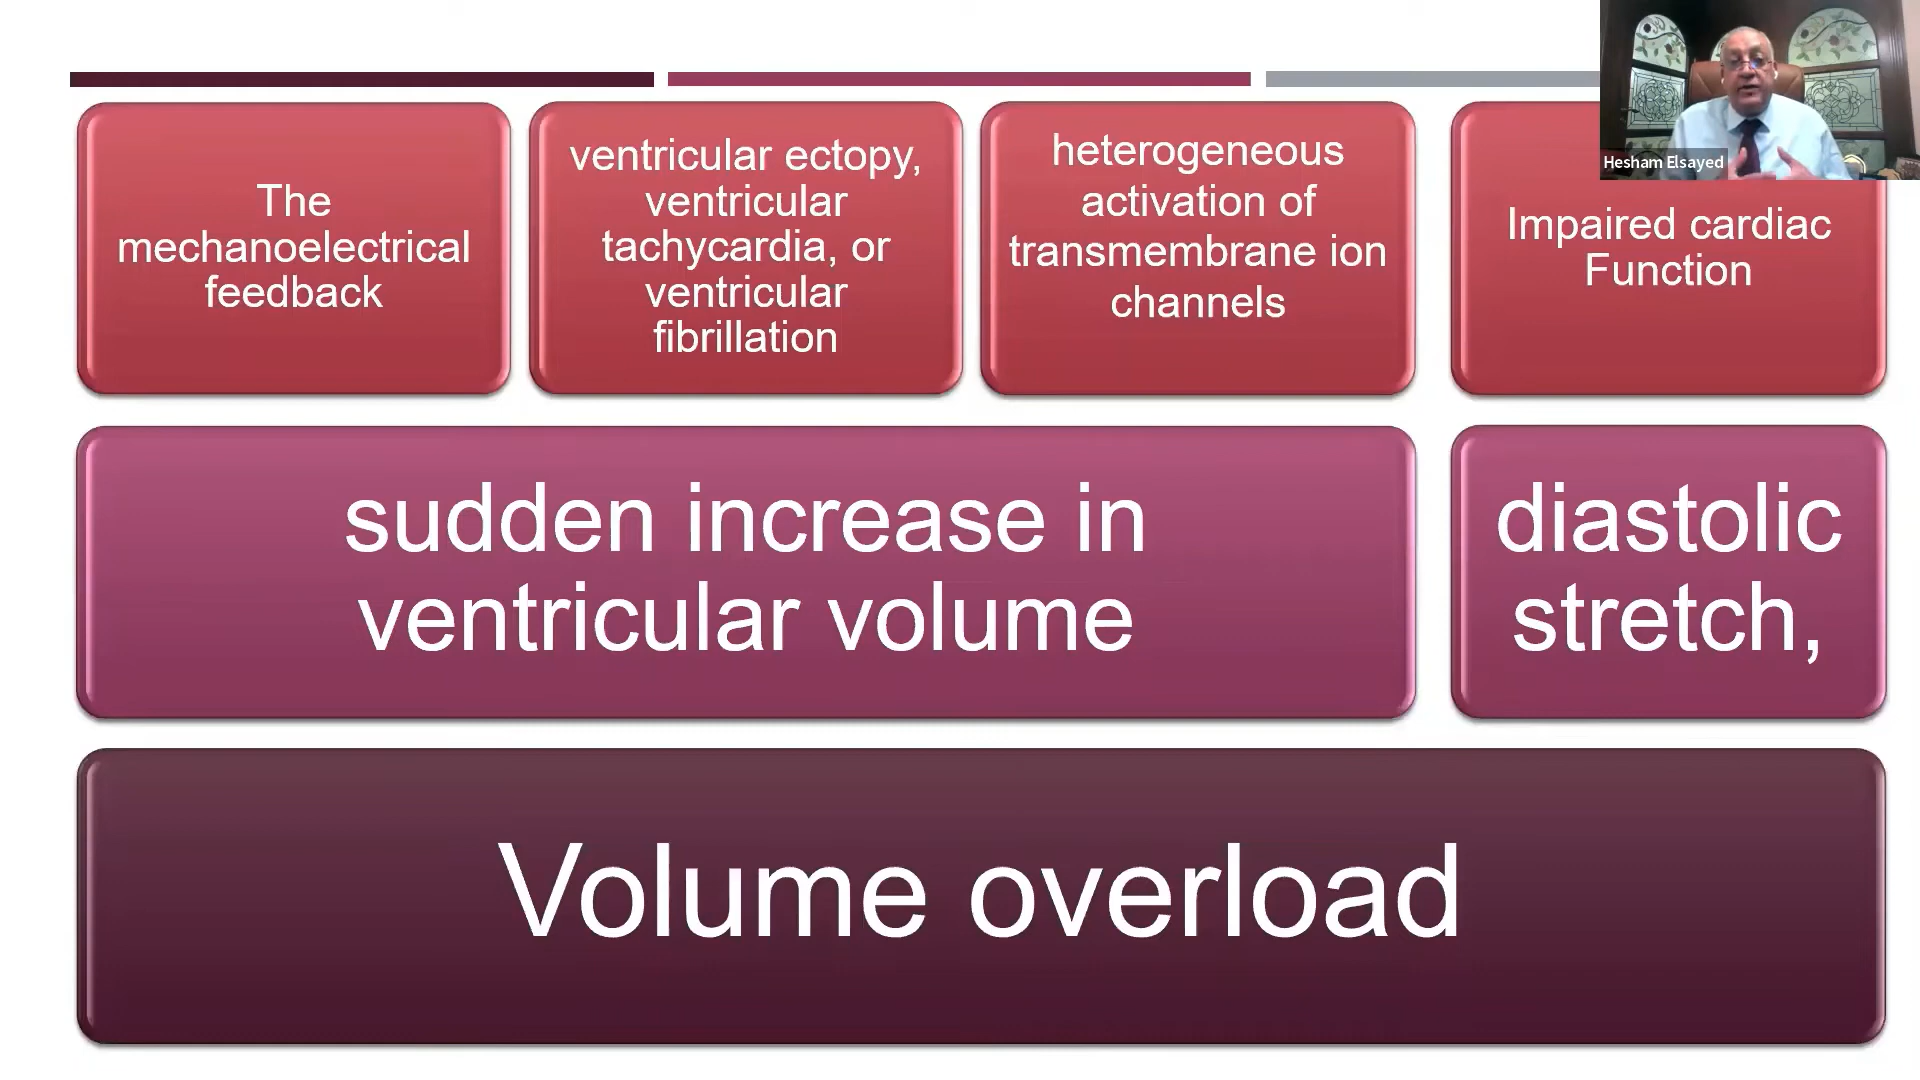 The
mechanoelectrical
feedback
ventricular ectopy,
ventricular
tachycardia, or
ventricular
fibrillation
heterogeneous
activation of
transmembrane ion
channels
Impaired cardiac
Function
Hesham Elsayed
sudden increase in
ventricular volume
diastolic
stretch,
Volume overload